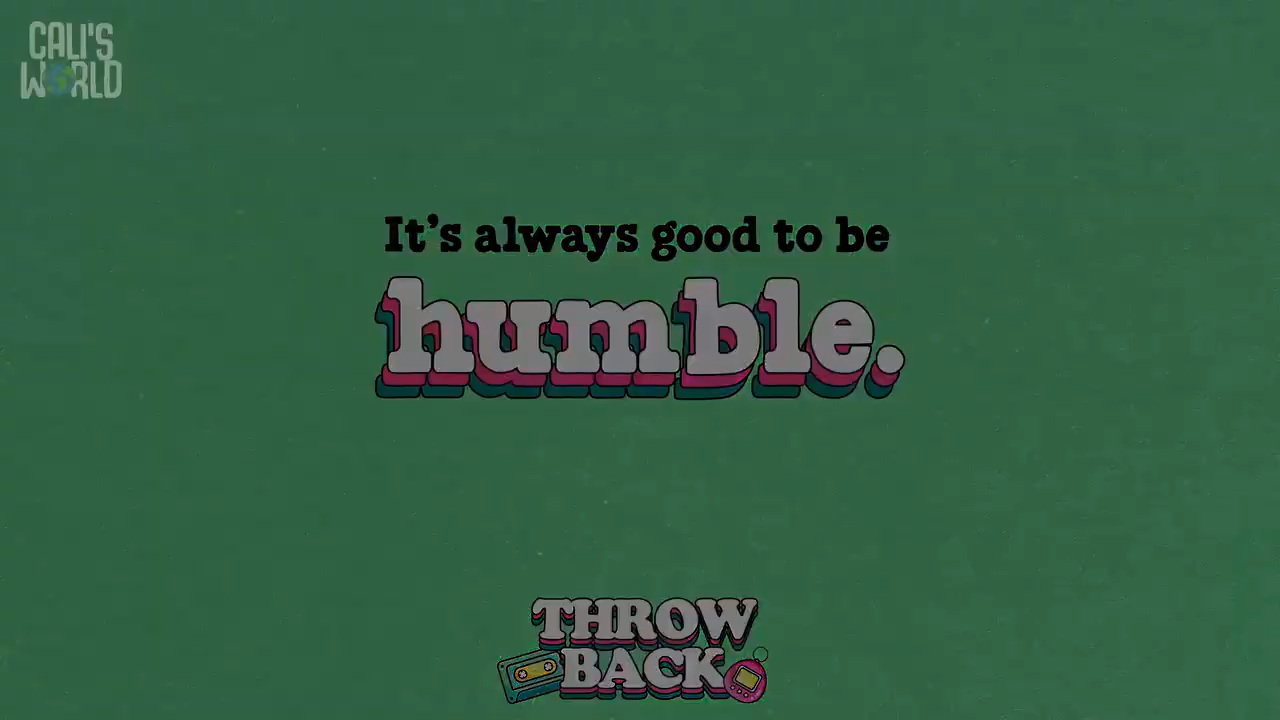 CALI'S
WORLD
It’s always good to be
humble.
THROW
BACK